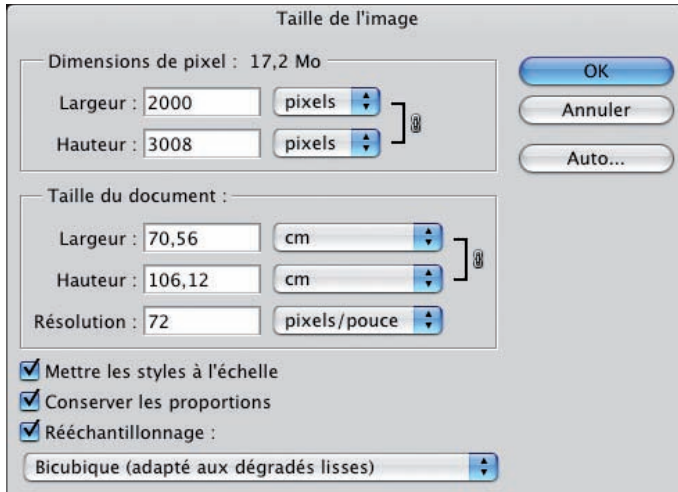 Taille de l'image
Dimensions de pixel : 17,2 Mo
Largeur : 2000 pixels
Hauteur : 3008 pixels
OK
Annuler
Auto...
Taille du document :
Largeur : 70,56 cm
Hauteur : 106,12 cm
Résolution : 72 pixels/pouce
Mettre les styles à l'échelle
Conserver les proportions
Rééchantillonnage :
Bicubique (adapté aux dégradés lisses)